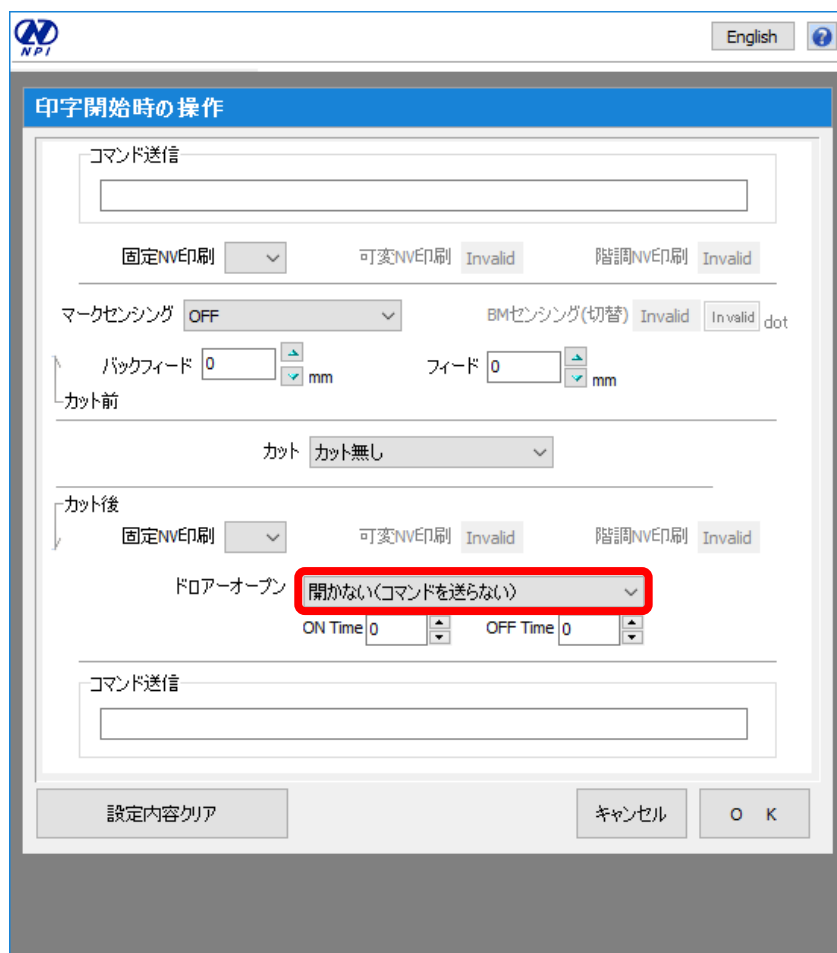 NPI
English ?
印字開始時の操作
コマンド送信
固定NV印刷 可変NV印刷 Invalid 階調NV印刷 Invalid
マークセンシング OFF BMセンシング(切替) Invalid Invalid dot
バックフィード 0 mm フィード 0 mm
カット前
カット カット無し
カット後
固定NV印刷 可変NV印刷 Invalid 階調NV印刷 Invalid
ドロアーオープン 開かない(コマンドを送らない)
ON Time 0 OFF Time 0
コマンド送信
設定内容クリア キャンセル O K